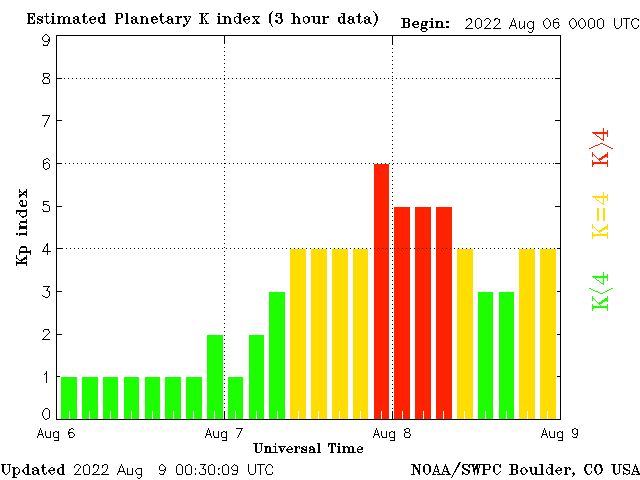 Estimated Planetary K index (3 hour data) Begin: 2022 Aug 06 0000 UTC
9
8
7
6
5
4
3
2
1
0
Kp index
K>4
K=4
K<4
Aug 6 Aug 7 Aug 8 Aug 9
Universal Time
Updated 2022 Aug 9 00:30:09 UTC NOAA/SWPC Boulder, CO USA